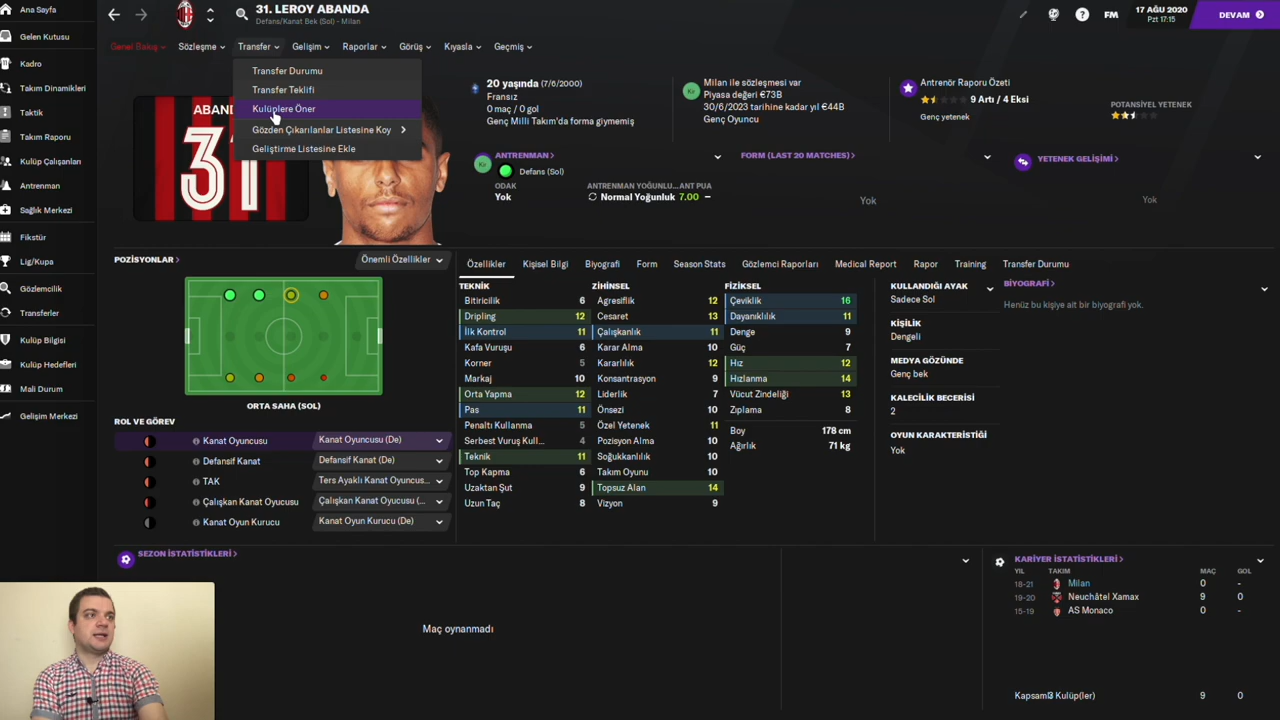 Ana Sayfa
31. LEROY ABANDA
Defans/Kanat Bek (Sol) - Milan
FM
17 AĞU 2020
Pzt 17:15
DEVAM
Gelen Kutusu
Kadro
Takım Dinamikleri
Taktik
Takım Raporu
Kulüp Çalışanları
Antrenman
Sağlık Merkezi
Fikstür
Lig/Kupa
Gözlemcilik
Transferler
Kulüp Bilgisi
Kulüp Hedefleri
Mali Durum
Gelişim Merkezi
Genel Bakış
Sözleşme
Transfer
Gelişim
Raporlar
Görüş
Kıyasla
Geçmiş
Transfer Durumu
Transfer Teklifi
Kulüplere Öner
Gözden Çıkarılanlar Listesine Koy
Geliştirme Listesine Ekle
ABAND
31
20 yaşında (7/6/2000)
Fransız
0 maç / 0 gol
Genç Milli Takım'da forma giymemiş
Kir
Milan ile sözleşmesi var
Piyasa değeri €73B
30/6/2023 tarihine kadar yıl €44B
Genç Oyuncu
Antrenör Raporu Özeti
9 Artı / 4 Eksi
Genç yetenek
POTANSİYEL YETENEK
Kir
ANTRENMAN
Defans (Sol)
ODAK
Yok
ANTRENMAN YOĞUNLU... ANT PUA
Normal Yoğunluk 7.00 –
FORM (LAST 20 MATCHES)
Yok
YETENEK GELİŞİMİ
Yok
POZİSYONLAR
Önemli Özellikler
ORTA SAHA (SOL)
ROL VE GÖREV
Kanat Oyuncusu Kanat Oyuncusu (De)
Defansif Kanat Defansif Kanat (De)
TAK Ters Ayaklı Kanat Oyuncus...
Çalışkan Kanat Oyuncusu Çalışkan Kanat Oyucusu (...
Kanat Oyun Kurucu Kanat Oyun Kurucu (De)
Özellikler
Kişisel Bilgi
Biyografi
Form
Season Stats
Gözlemci Raporları
Medical Report
Rapor
Training
Transfer Durumu
TEKNİK
Bitiricilik 6
Dripling 12
İlk Kontrol 11
Kafa Vuruşu 6
Korner 5
Markaj 10
Orta Yapma 12
Pas 11
Penaltı Kullanma 5
Serbest Vuruş Kull... 4
Teknik 11
Top Kapma 6
Uzaktan Şut 9
Uzun Taç 8
ZİHİNSEL
Agresiflik 12
Cesaret 13
Çalışkanlık 11
Karar Alma 10
Kararlılık 12
Konsantrasyon 9
Liderlik 7
Önsezi 10
Özel Yetenek 11
Pozisyon Alma 10
Soğukkanlılık 10
Takım Oyunu 10
Topsuz Alan 14
Vizyon 9
FİZİKSEL
Çeviklik 16
Dayanıklılık 11
Denge 9
Güç 7
Hız 12
Hızlanma 14
Vücut Zindeliği 13
Zıplama 8
Boy 178 cm
Ağırlık 71 kg
KULLANDIĞI AYAK
Sadece Sol
KİŞİLİK
Dengeli
MEDYA GÖZÜNDE
Genç bek
KALECİLİK BECERİSİ
2
OYUN KARAKTERİSTİĞİ
Yok
BİYOGRAFİ
Henüz bu kişiye ait bir biyografi yok.
SEZON İSTATİSTİKLERİ
Maç oynanmadı
KARİYER İSTATİSTİKLERİ
YIL TAKIM MAÇ GOL
18-21 Milan 0 -
19-20 Neuchâtel Xamax 9 0
15-19 AS Monaco 0 -
3 Kulüp(ler) 9 0